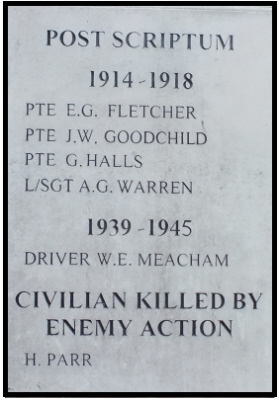 POST SCRIPTUM
1914-1918
PTE E.G. FLETCHER
PTE J.W. GOODCHILD
PTE G. HALLS
L/SGT A.G. WARREN
1939-1945
DRIVER W.E. MEACHAM
CIVILIAN KILLED BY
ENEMY ACTION
H. PARR